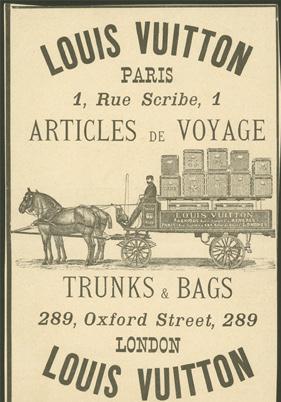 LOUIS VUITTON
PARIS
1, Rue Scribe, 1
ARTICLES DE VOYAGE
LOUIS VUITTON
TRUNKS & BAGS
289, Oxford Street, 289
LONDON
LOUIS VUITTON